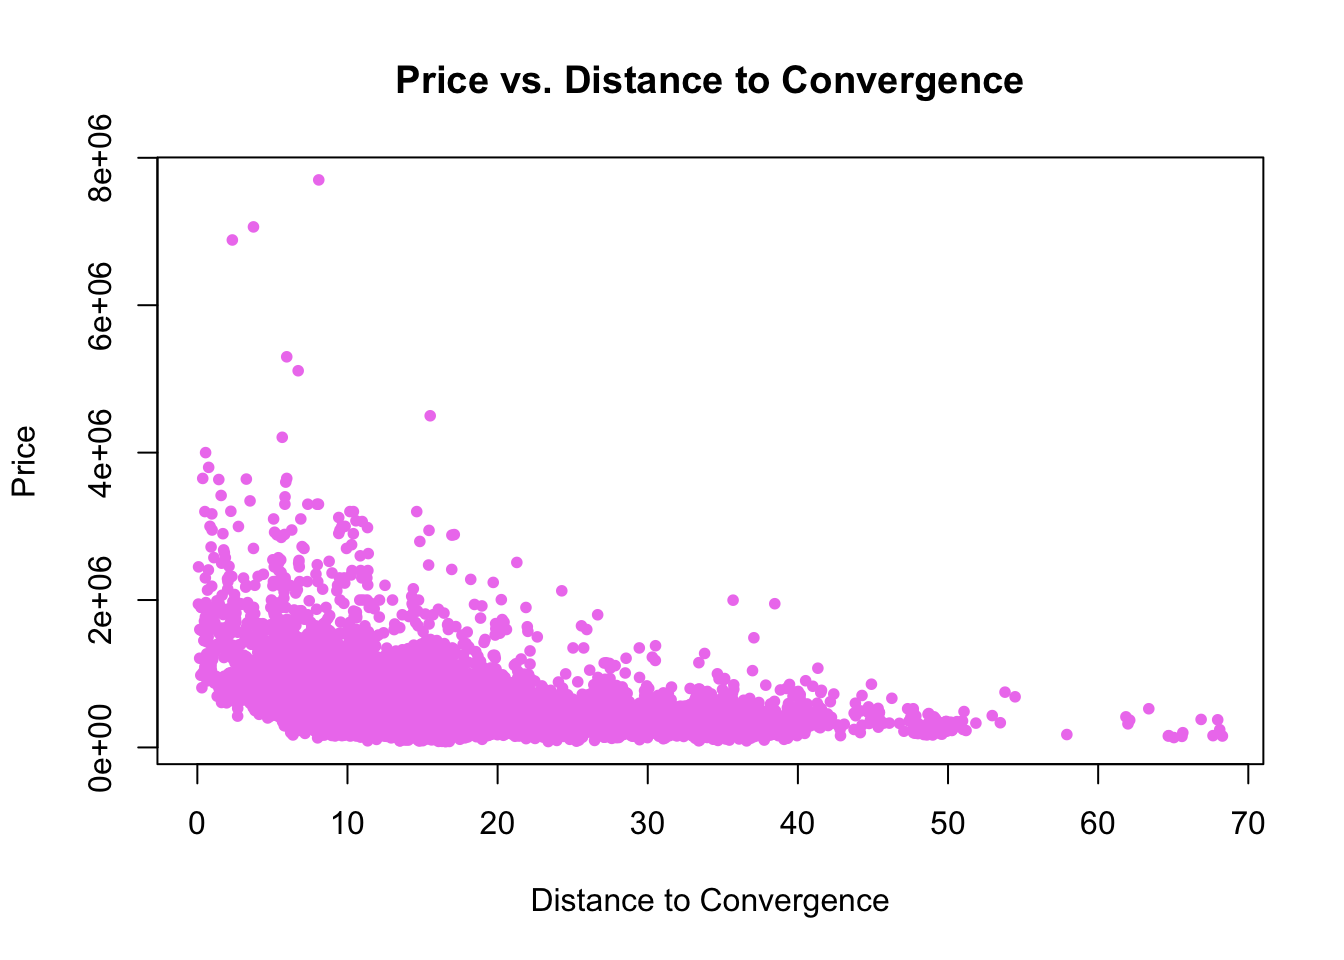 Price vs. Distance to Convergence
8e+06
6e+06
4e+06
2e+06
0e+00
Price
0 10 20 30 40 50 60 70
Distance to Convergence